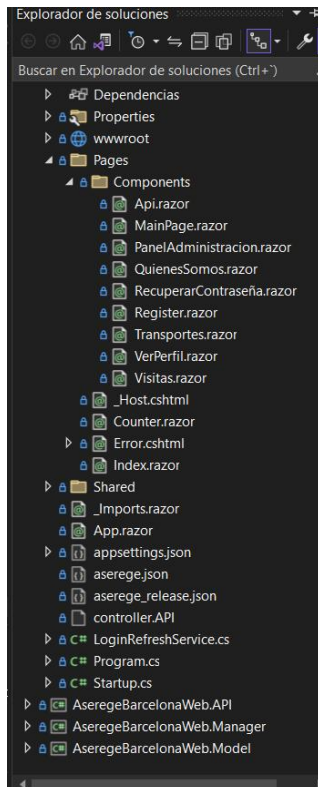 Explorador de soluciones
Buscar en Explorador de soluciones (Ctrl+`)
Dependencias
Properties
wwwroot
Pages
Components
Api.razor
MainPage.razor
PanelAdministracion.razor
QuienesSomos.razor
RecuperarContraseña.razor
Register.razor
Transportes.razor
VerPerfil.razor
Visitas.razor
_Host.cshtml
Counter.razor
Error.cshtml
Index.razor
Shared
_Imports.razor
App.razor
appsettings.json
aserege.json
aserege_release.json
controller.API
C# LoginRefreshService.cs
C# Program.cs
C# Startup.cs
C# AseregeBarcelonaWeb.API
C# AseregeBarcelonaWeb.Manager
C# AseregeBarcelonaWeb.Model